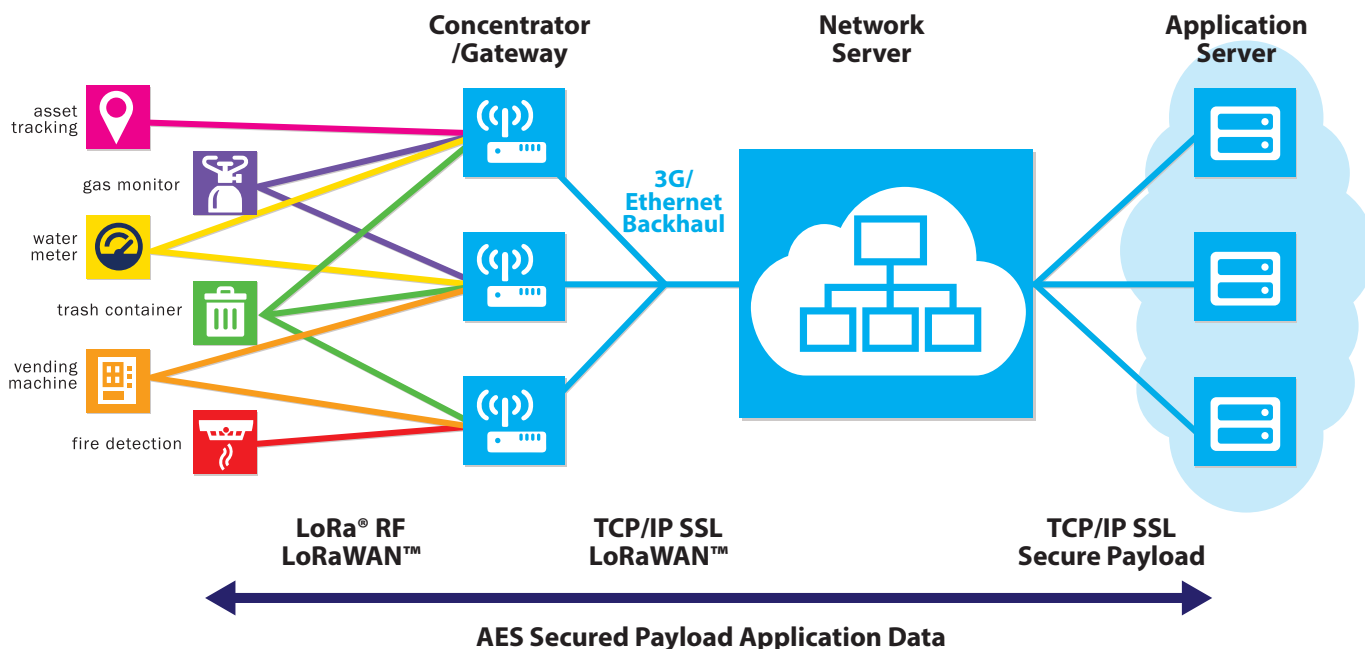 Concentrator
/Gateway
Network
Server
Application
Server
asset
tracking
gas monitor
water
meter
trash container
vending
machine
fire detection
3G/
Ethernet
Backhaul
LoRa® RF
LoRaWAN™
TCP/IP SSL
LoRaWAN™
TCP/IP SSL
Secure Payload
AES Secured Payload Application Data